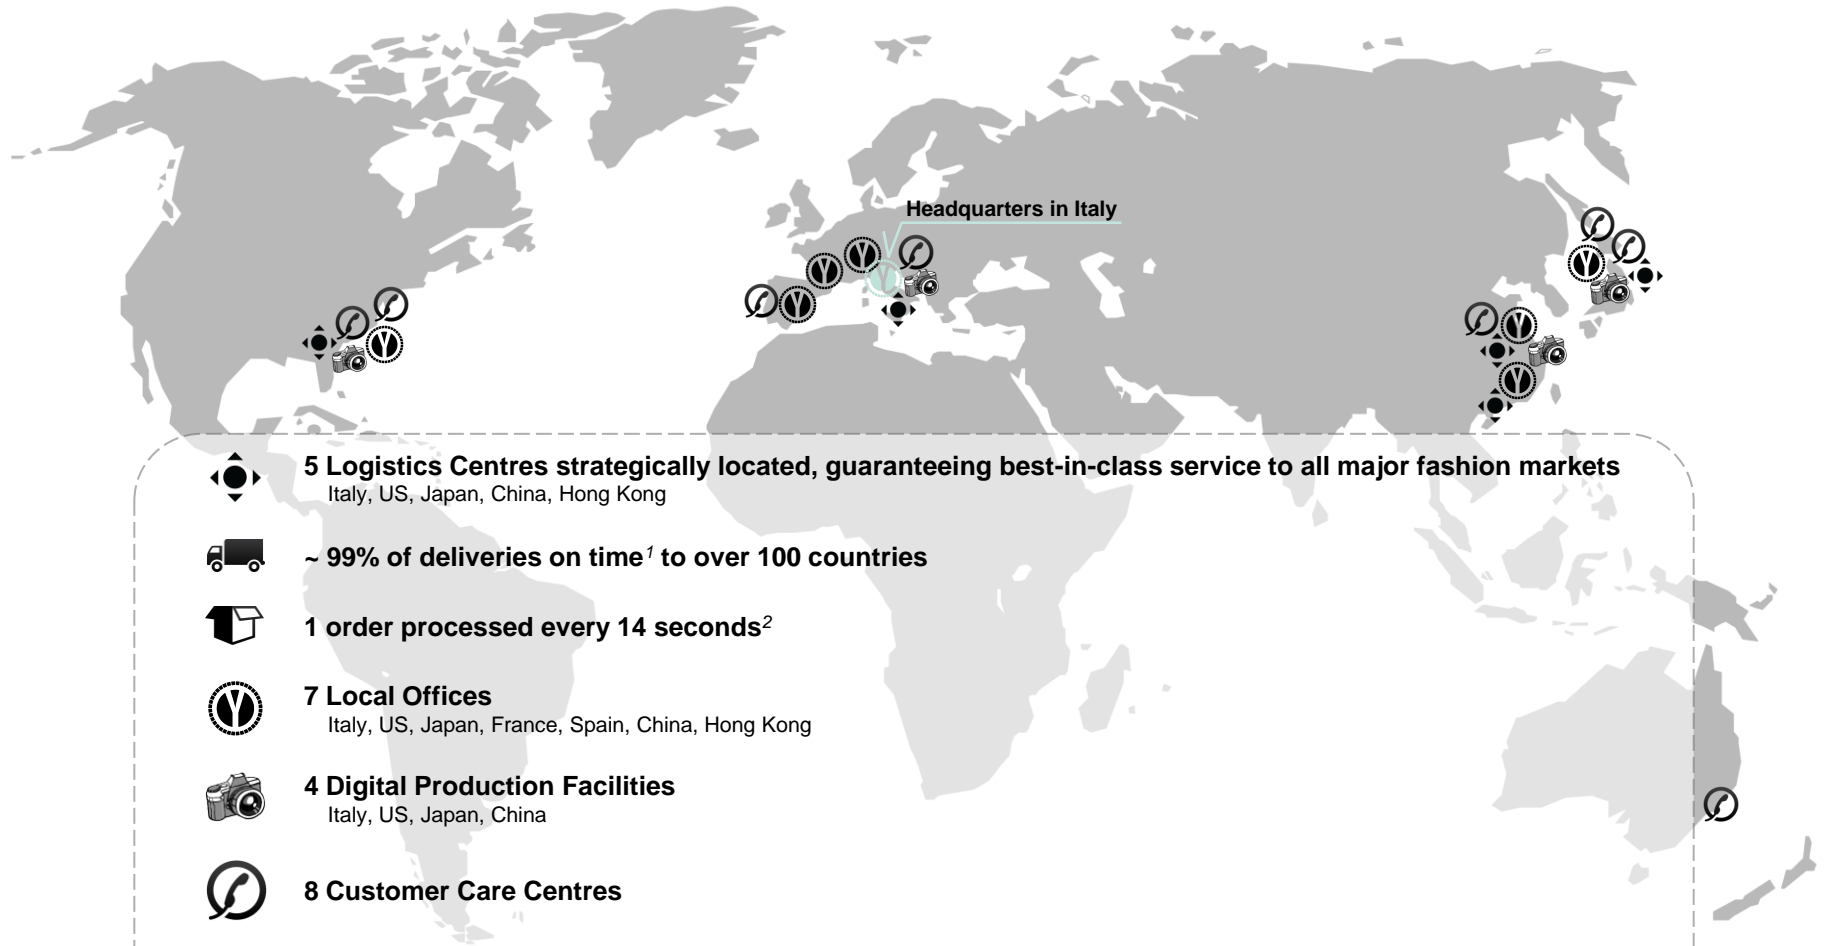 Headquarters in Italy
5 Logistics Centres strategically located, guaranteeing best-in-class service to all major fashion markets
Italy, US, Japan, China, Hong Kong
~ 99% of deliveries on time1 to over 100 countries
1 order processed every 14 seconds2
7 Local Offices
Italy, US, Japan, France, Spain, China, Hong Kong
4 Digital Production Facilities
Italy, US, Japan, China
8 Customer Care Centres